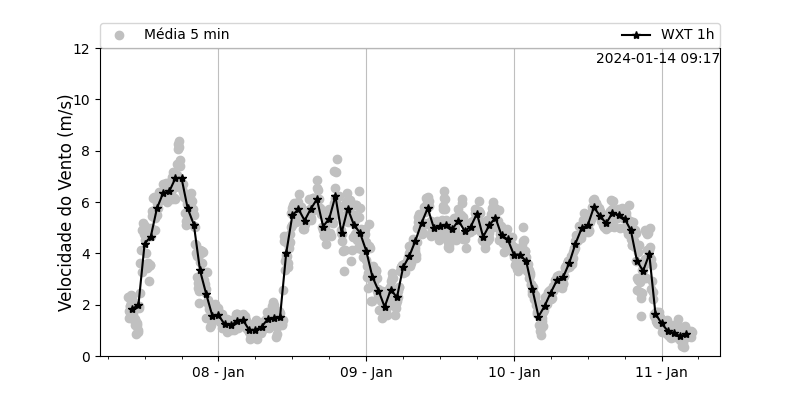 Média 5 min
WXT 1h
2024-01-14 09:17
Velocidade do Vento (m/s)
12
10
8
6
4
2
0
08 - Jan
09 - Jan
10 - Jan
11 - Jan